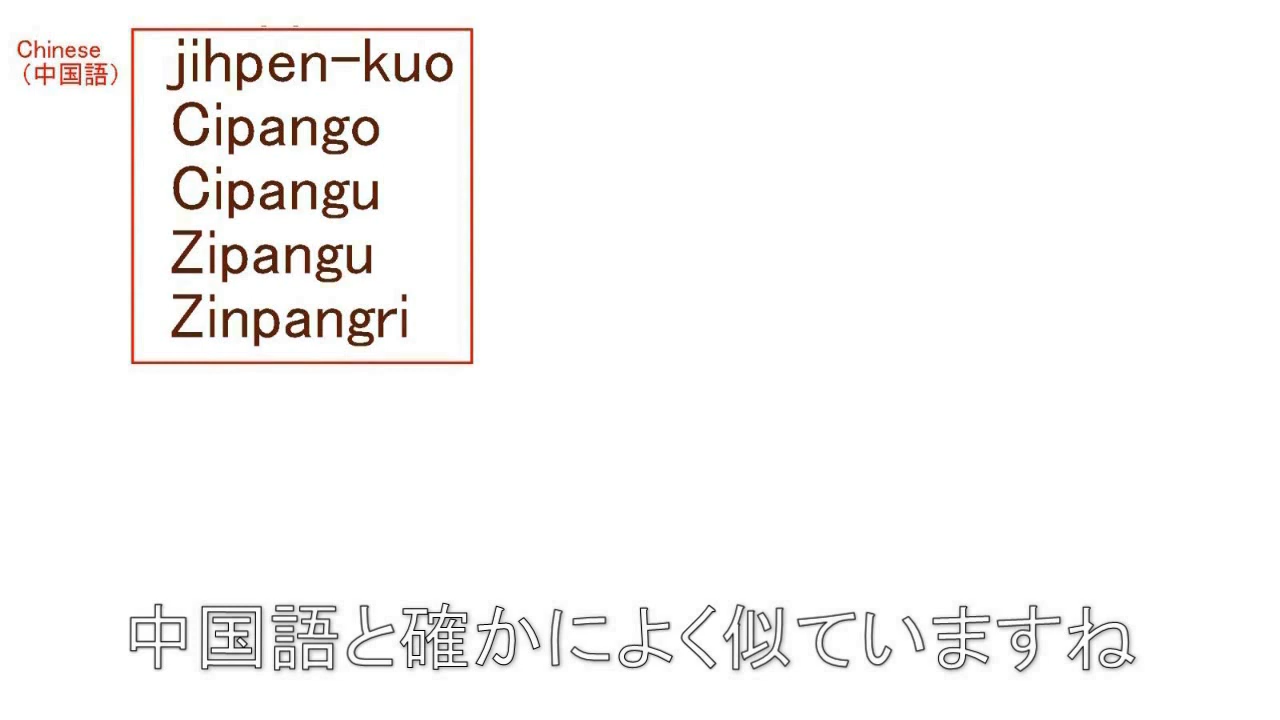 Chinese
（中国語）
jihpen-kuo
Cipango
Cipangu
Zipangu
Zinpangri
中国語と確かによく似ていますね